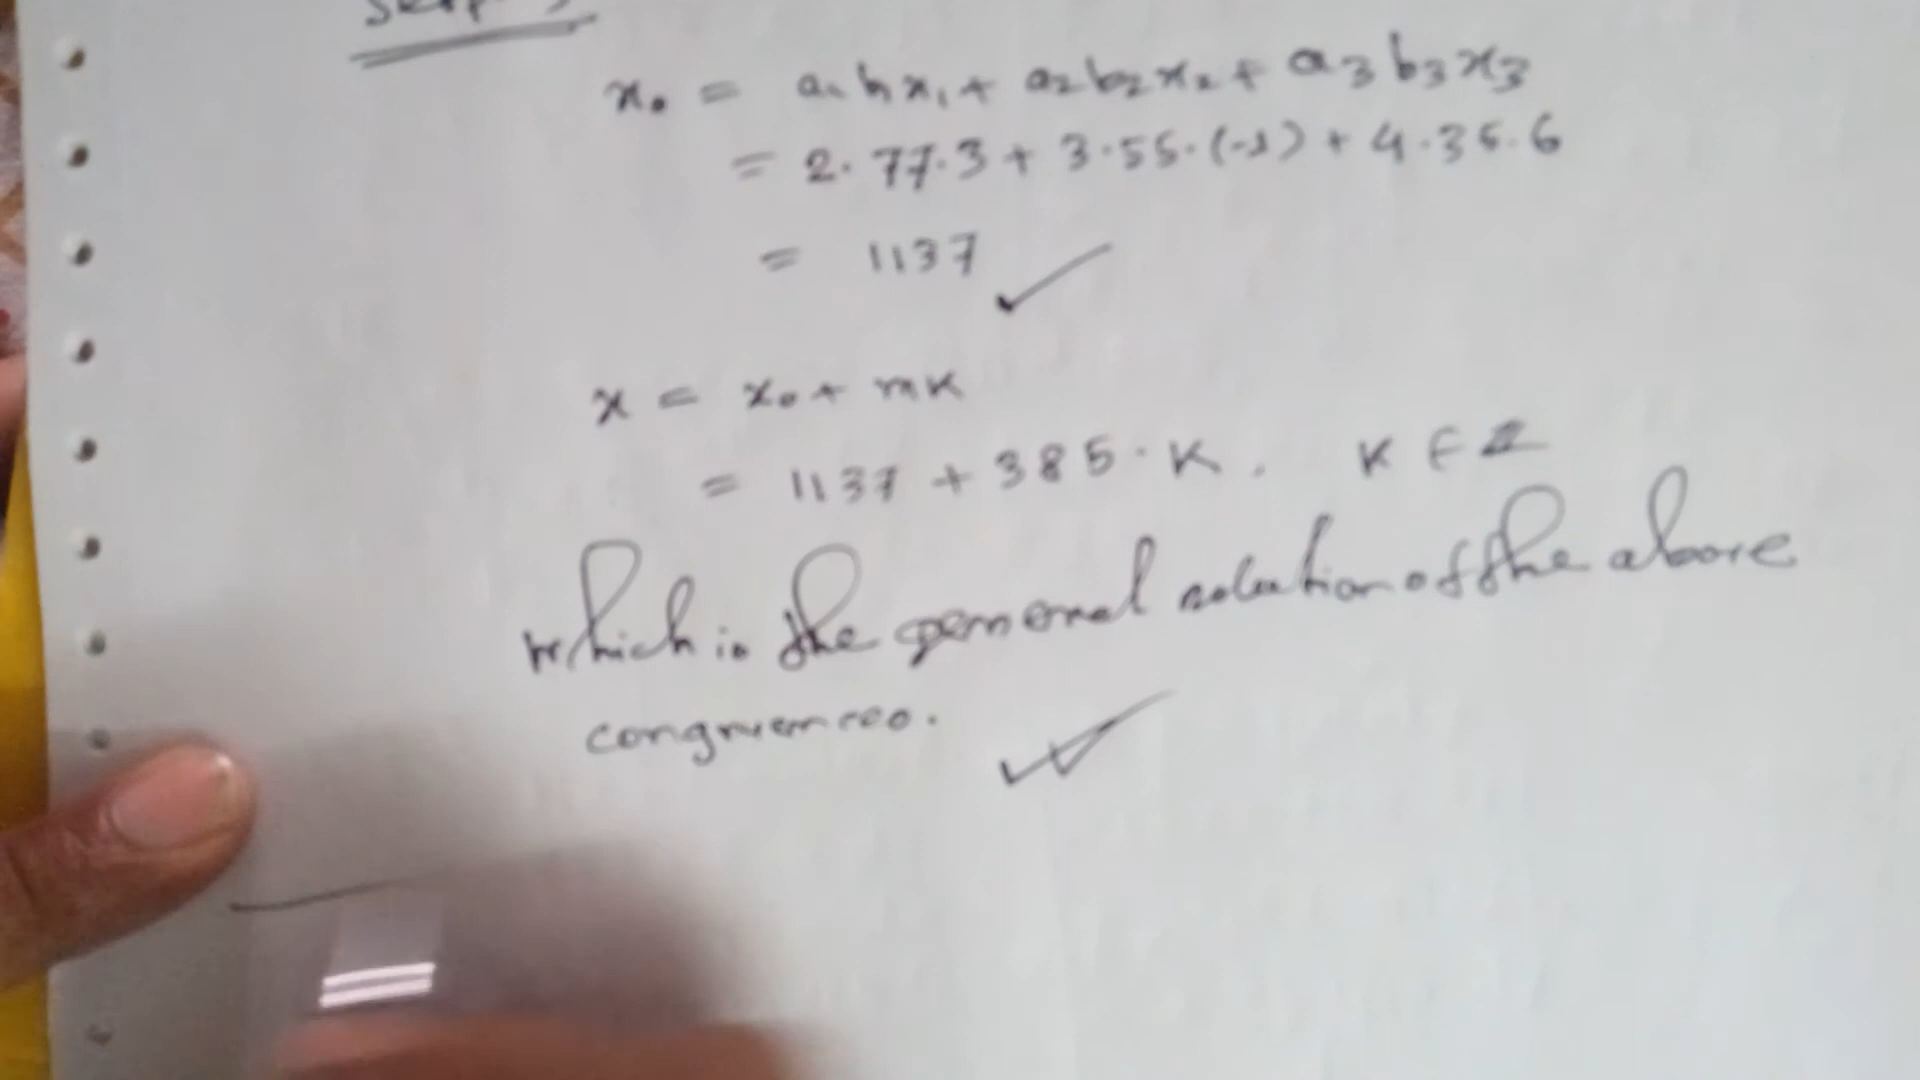 x₀ = a₁b₁x₁ + a₂b₂x₂ + a₃b₃x₃
= 2·77·3 + 3·55·(-1) + 4·35·6
= 1137
x = x₀ + mK
= 1137 + 385·K, K ∈ Z
Which is the general solution of the above
congruences.